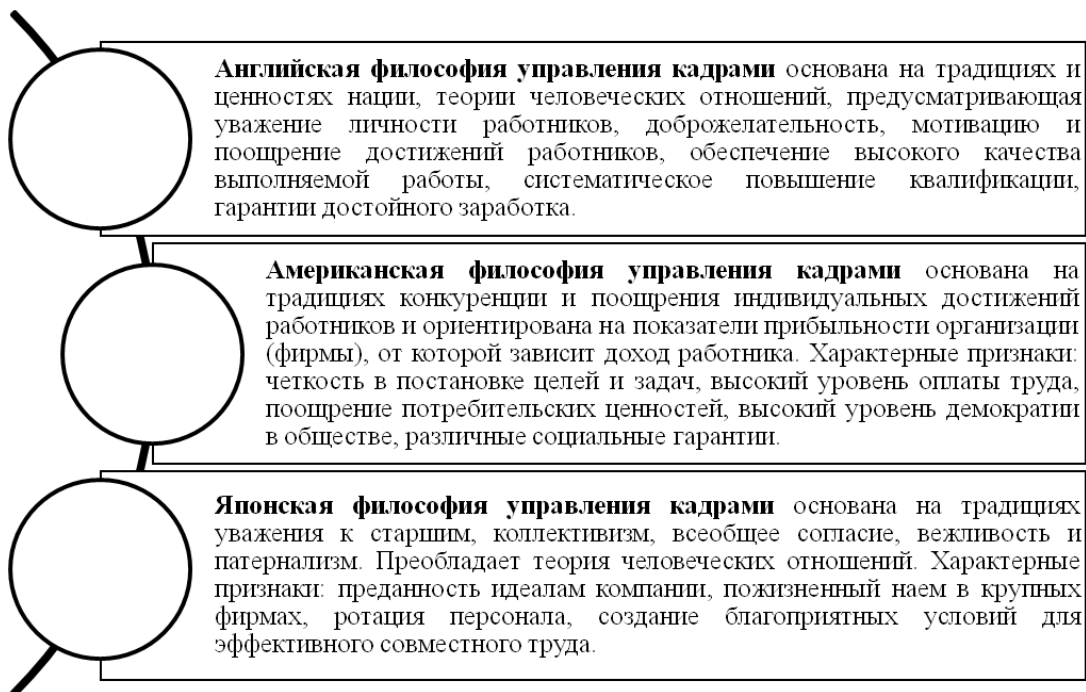 Английская философия управления кадрами основана на традициях и
ценностях нации, теории человеческих отношений, предусматривающая
уважение личности работников, доброжелательность, мотивацию и
поощрение достижений работников, обеспечение высокого качества
выполняемой работы, систематическое повышение квалификации,
гарантии достойного заработка.
Американская философия управления кадрами основана на
традициях конкуренции и поощрения индивидуальных достижений
работников и ориентирована на показатели прибыльности организации
(фирмы), от которой зависит доход работника. Характерные признаки:
четкость в постановке целей и задач, высокий уровень оплаты труда,
поощрение потребительских ценностей, высокий уровень демократии
в обществе, различные социальные гарантии.
Японская философия управления кадрами основана на традициях
уважения к старшим, коллективизм, всеобщее согласие, вежливость и
патернализм. Преобладает теория человеческих отношений. Характерные
признаки: преданность идеалам компании, пожизненный наем в крупных
фирмах, ротация персонала, создание благоприятных условий для
эффективного совместного труда.